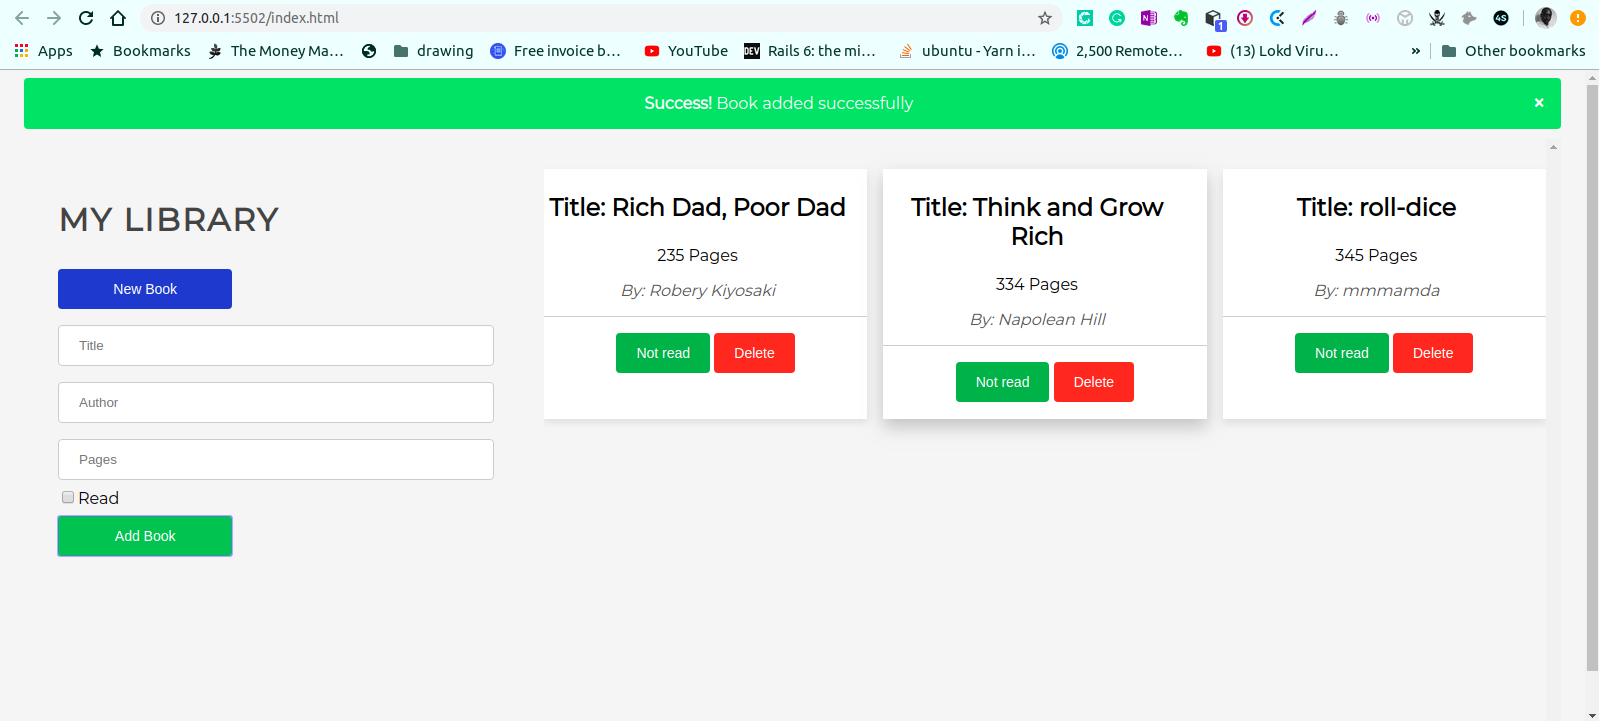 127.0.0.1:5502/index.html
1
4S
Apps
Bookmarks
The Money Ma...
drawing
Free invoice b...
YouTube
DEV
Rails 6: the mi...
ubuntu - Yarn i...
2,500 Remote...
(13) Lokd Viru...
»
Other bookmarks
Success! Book added successfully
×
MY LIBRARY
New Book
Title
Author
Pages
Read
Add Book
Title: Rich Dad, Poor Dad
235 Pages
By: Robery Kiyosaki
Not read
Delete
Title: Think and Grow
Rich
334 Pages
By: Napolean Hill
Not read
Delete
Title: roll-dice
345 Pages
By: mmmamda
Not read
Delete